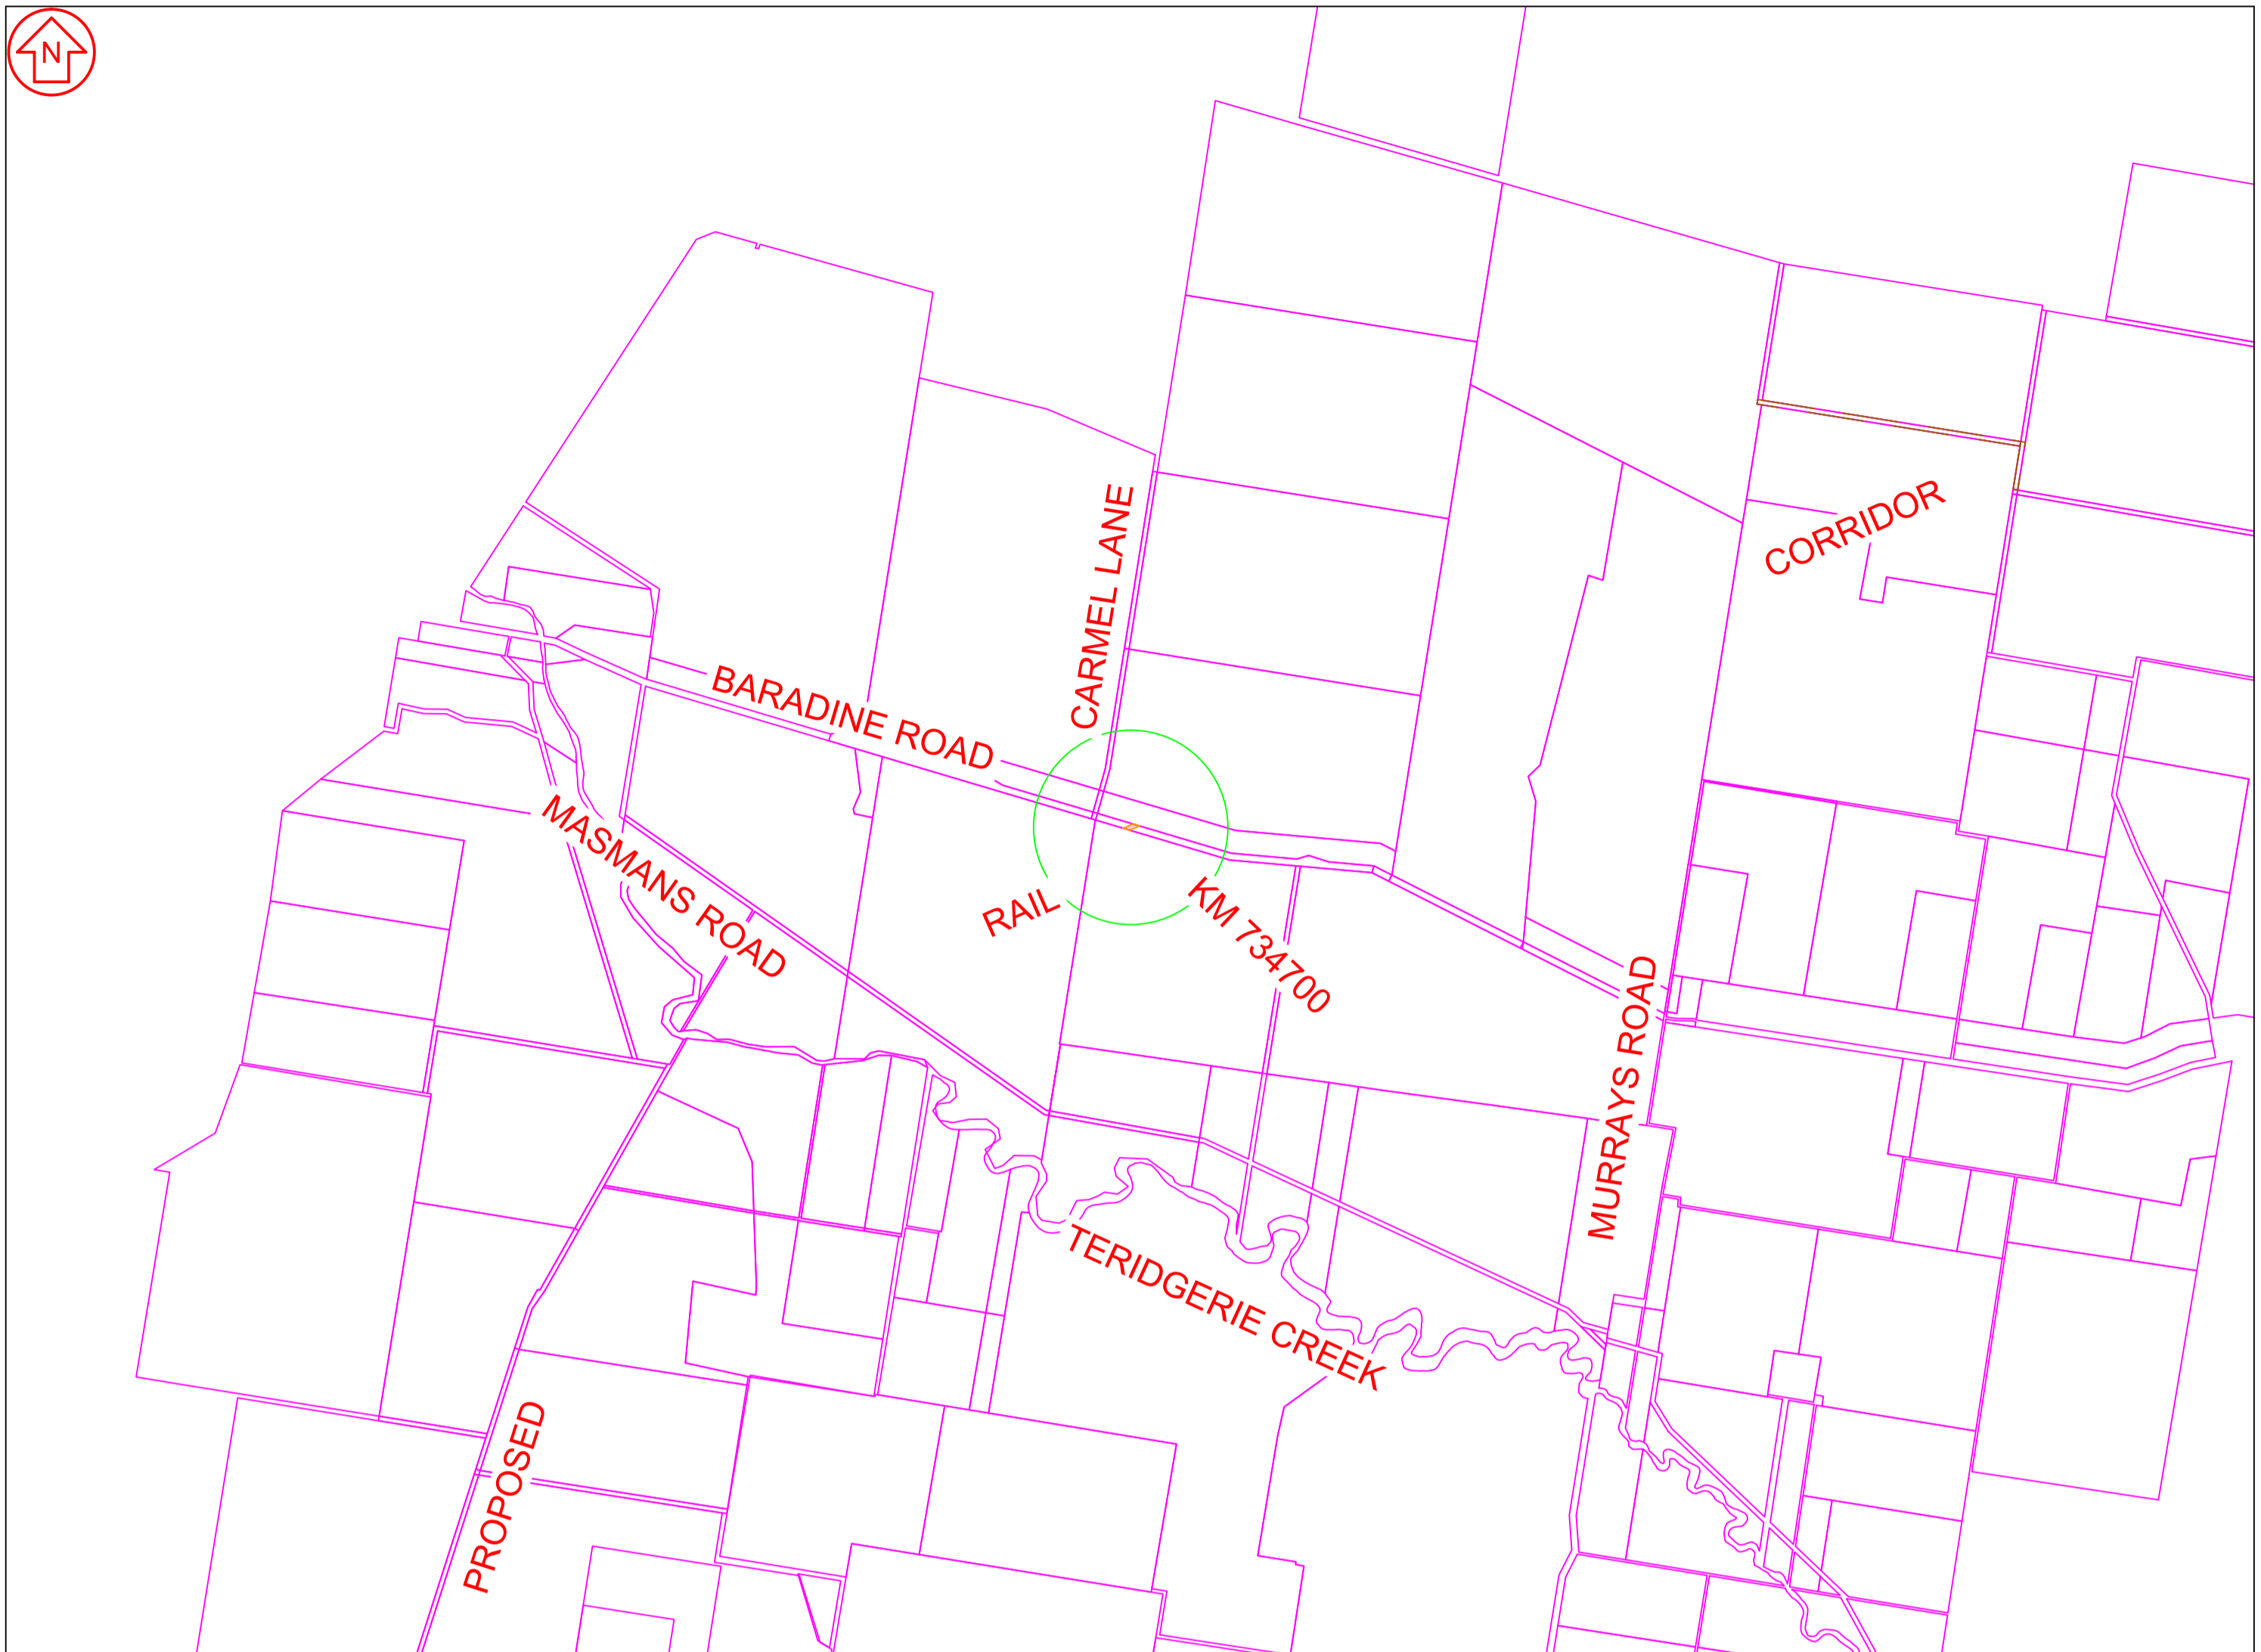 N
CORRIDOR
CARMEL LANE
BARADINE ROAD
MASMANS ROAD
RAIL
KM 734700
MURRAYS ROAD
TERIDGERIE CREEK
PROPOSED